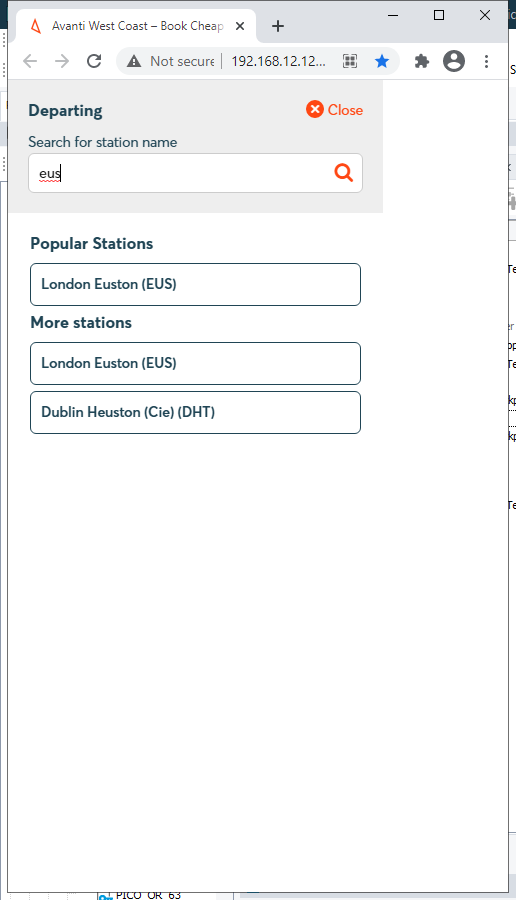 Avanti West Coast – Book Cheap
Not secure
192.168.12.12...
Departing
Close
Search for station name
eus
Popular Stations
London Euston (EUS)
More stations
London Euston (EUS)
Dublin Heuston (Cie) (DHT)
PICO_OR_63